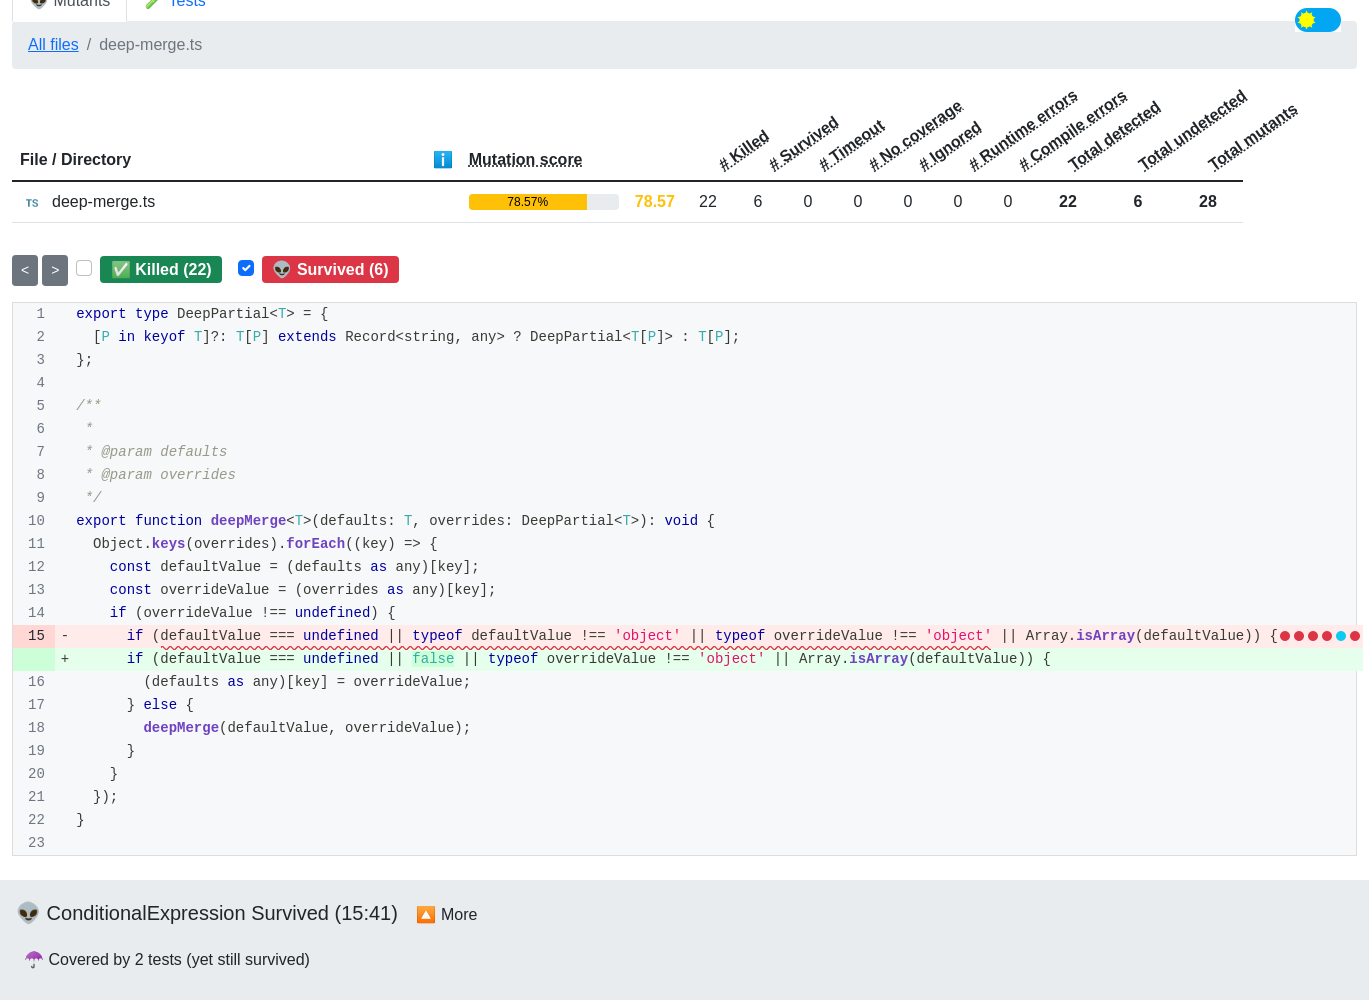 👽 Mutants 🧪 Tests
All files / deep-merge.ts
File / Directory ℹ️ Mutation score # Killed # Survived # Timeout # No coverage # Ignored # Runtime errors # Compile errors Total detected Total undetected Total mutants
TS deep-merge.ts 78.57% 78.57 22 6 0 0 0 0 0 22 6 28
< > ✅ Killed (22) 👽 Survived (6)
1 export type DeepPartial<T> = {
2   [P in keyof T]?: T[P] extends Record<string, any> ? DeepPartial<T[P]> : T[P];
3 };
4
5 /**
6  *
7  * @param defaults
8  * @param overrides
9  */
10 export function deepMerge<T>(defaults: T, overrides: DeepPartial<T>): void {
11   Object.keys(overrides).forEach((key) => {
12     const defaultValue = (defaults as any)[key];
13     const overrideValue = (overrides as any)[key];
14     if (overrideValue !== undefined) {
15 -       if (defaultValue === undefined || typeof defaultValue !== 'object' || typeof overrideValue !== 'object' || Array.isArray(defaultValue)) {
+       if (defaultValue === undefined || false || typeof overrideValue !== 'object' || Array.isArray(defaultValue)) {
16         (defaults as any)[key] = overrideValue;
17       } else {
18         deepMerge(defaultValue, overrideValue);
19       }
20     }
21   });
22 }
23
👽 ConditionalExpression Survived (15:41) 🔼 More
☂️ Covered by 2 tests (yet still survived)